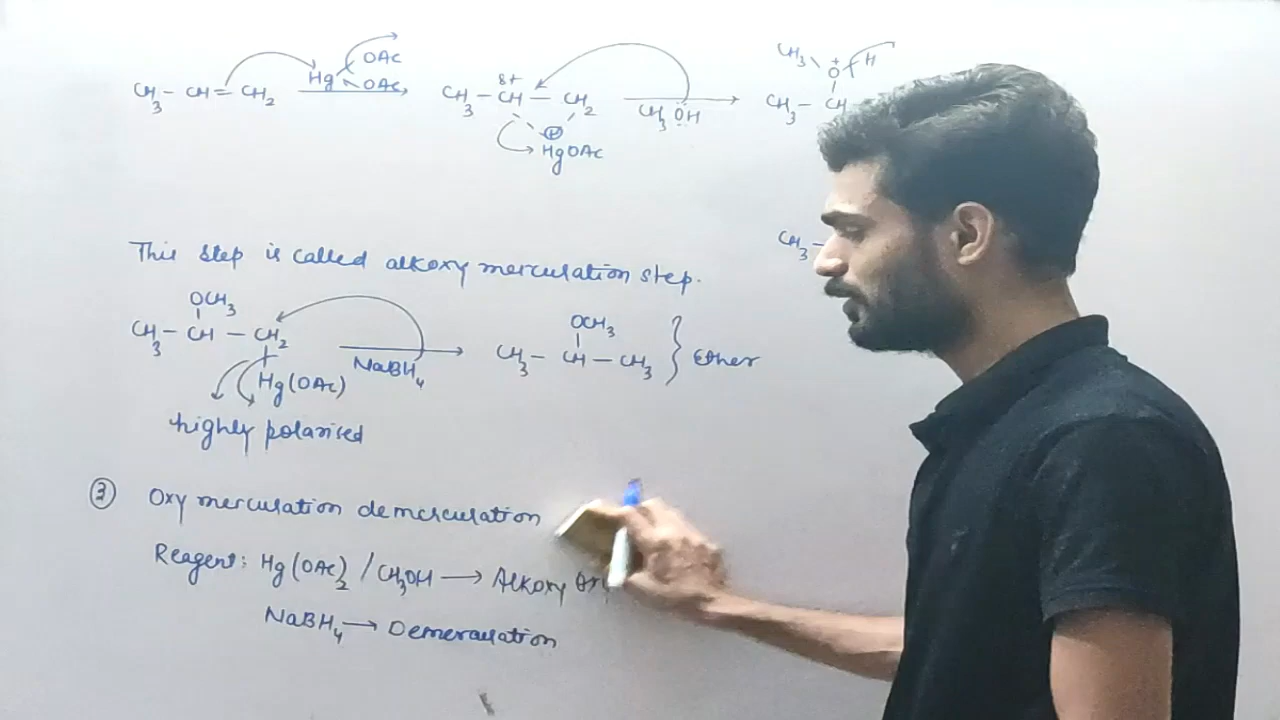 CH3 – CH = CH2 Hg OAc OAc
CH3 – CH – CH2 δ+ ⊕ HgOAc
CH3ÖH
CH3 O+ H
CH3 – CH
CH3 –
This step is called alkoxy merculation step.
OCH3
CH3 – CH – CH2
Hg(OAc)
NaBH4
OCH3
CH3 – CH – CH3 } Ether
highly polarised
③ Oxy merculation demerculation
Reagent: Hg(OAc)2 / CH3OH → Alkoxy
NaBH4 → Demerculation